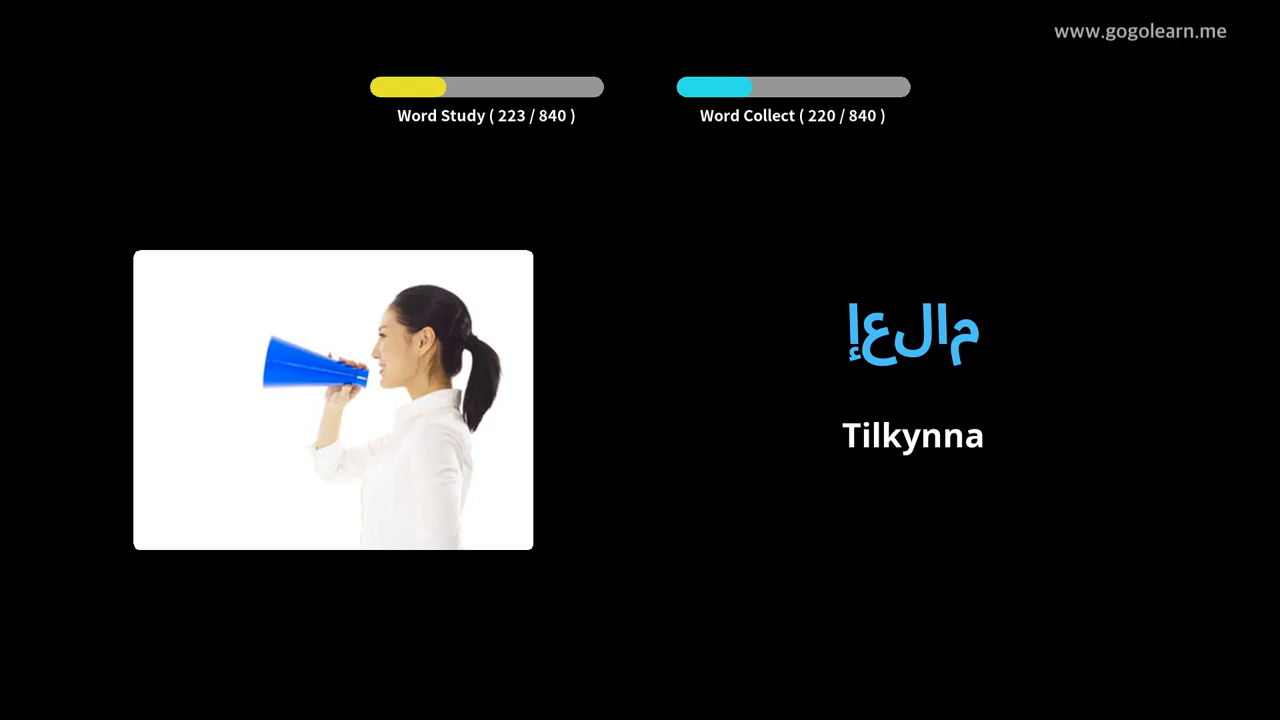 www.gogolearn.me
Word Study ( 223 / 840 )
Word Collect ( 220 / 840 )
إعلام
Tilkynna